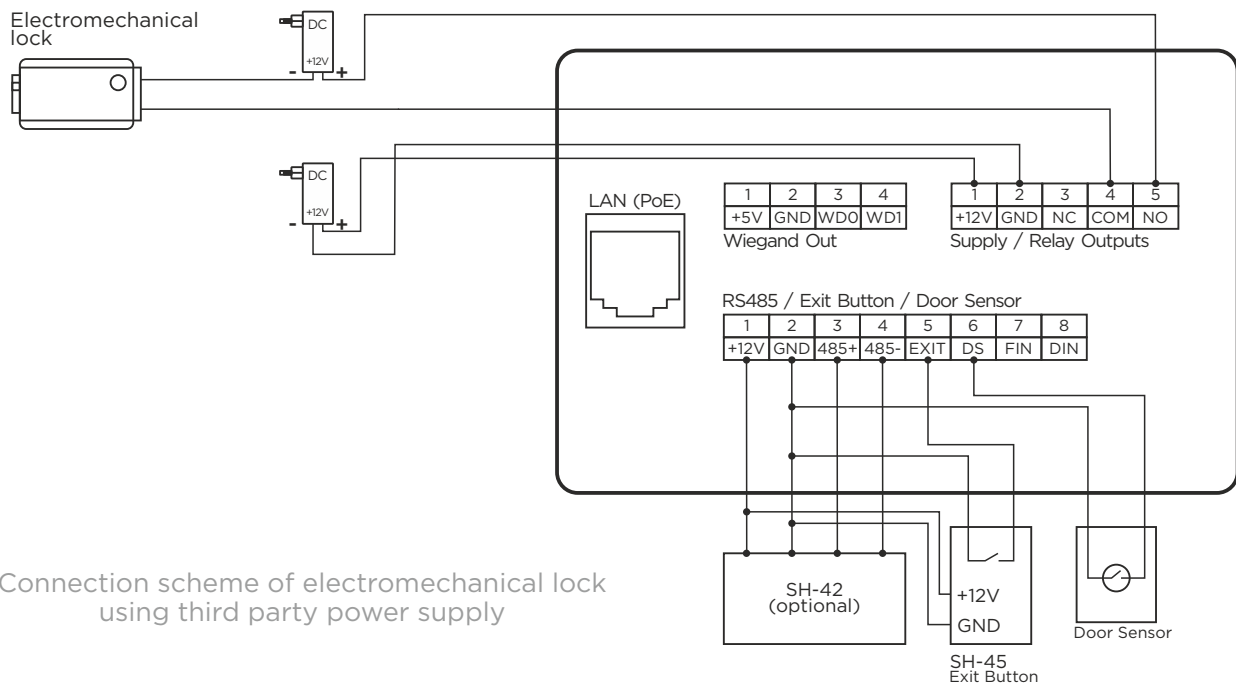 Electromechanical
lock
DC
+12V
- +
DC
+12V
- +
LAN (PoE)
1 2 3 4
+5V GND WD0 WD1
Wiegand Out
1 2 3 4 5
+12V GND NC COM NO
Supply / Relay Outputs
RS485 / Exit Button / Door Sensor
1 2 3 4 5 6 7 8
+12V GND 485+ 485- EXIT DS FIN DIN
SH-42
(optional)
+12V
GND
SH-45
Exit Button
Door Sensor
Connection scheme of electromechanical lock
using third party power supply